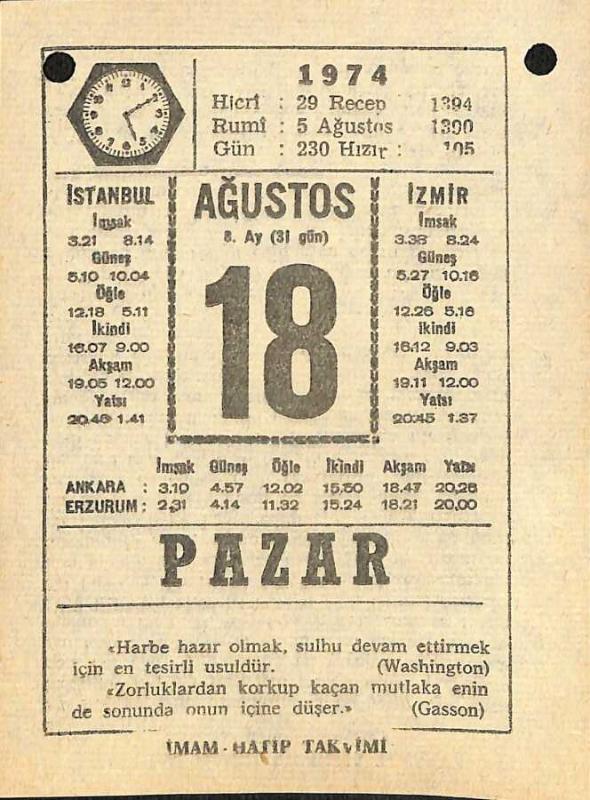 1974
Hicrî : 29 Recep 1394
Rumî : 5 Ağustos 1390
Gün : 230 Hızır : 105
İSTANBUL
İmsak
3.21 8.14
Güneş
5.10 10.04
Öğle
12.18 5.11
İkindi
16.07 9.00
Akşam
19.05 12.00
Yatsı
20.46 1.41
AĞUSTOS
8. Ay (31 gün)
18
İZMİR
İmsak
3.38 8.24
Güneş
5.27 10.16
Öğle
12.26 5.16
İkindi
16.12 9.03
Akşam
19.11 12.00
Yatsı
20.45 1.37
İmsak Güneş Öğle İkindi Akşam Yatsı
ANKARA : 3.10 4.57 12.02 15.50 18.47 20.26
ERZURUM : 2.31 4.14 11.32 15.24 18.21 20.00
PAZAR
«Harbe hazır olmak, sulhu devam ettirmek
için en tesirli usuldür. (Washington)
«Zorluklardan korkup kaçan mutlaka enin
de sonunda onun içine düşer.» (Gasson)
İMAM - HATİP TAKVİMİ